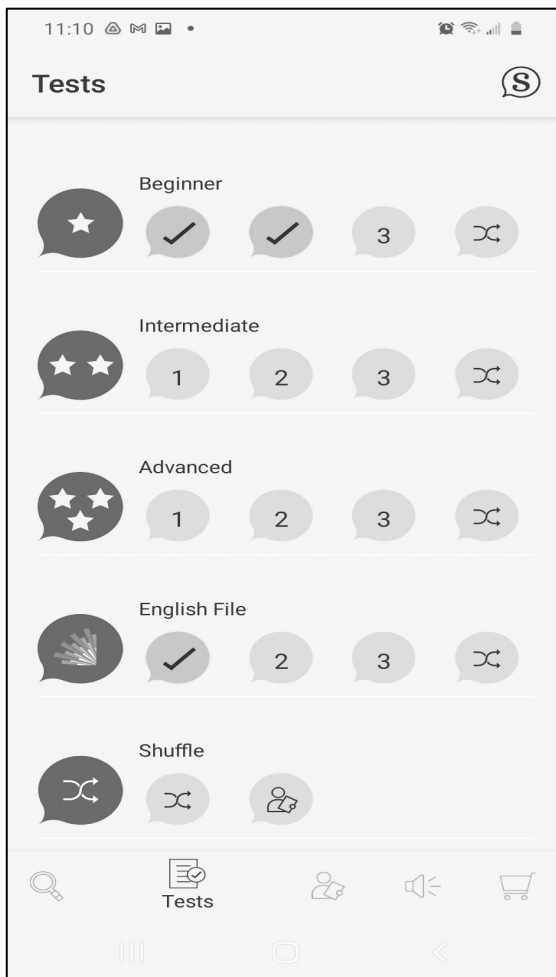 11:10
Tests
S
Beginner
3
Intermediate
1 2 3
Advanced
1 2 3
English File
2 3
Shuffle
Tests